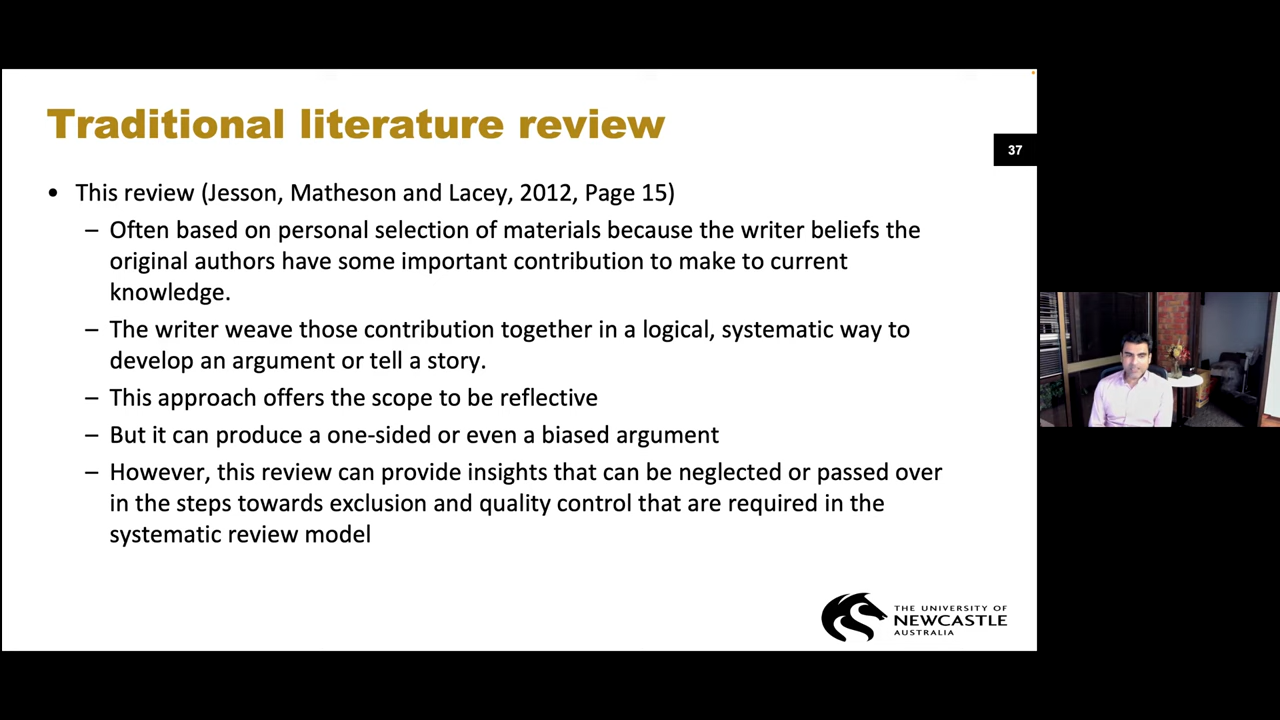 Traditional literature review
37
• This review (Jesson, Matheson and Lacey, 2012, Page 15)
– Often based on personal selection of materials because the writer beliefs the
original authors have some important contribution to make to current
knowledge.
– The writer weave those contribution together in a logical, systematic way to
develop an argument or tell a story.
– This approach offers the scope to be reflective
– But it can produce a one-sided or even a biased argument
– However, this review can provide insights that can be neglected or passed over
in the steps towards exclusion and quality control that are required in the
systematic review model
THE UNIVERSITY OF
NEWCASTLE
AUSTRALIA